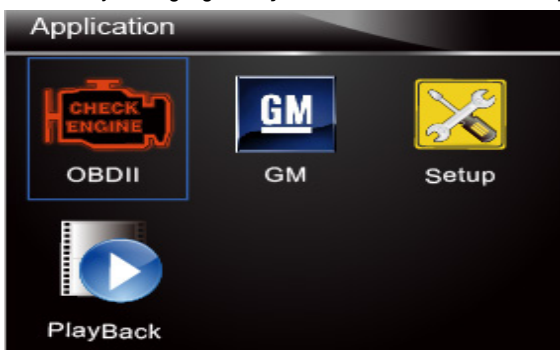 Application
CHECK
ENGINE
GM
OBDII
GM
Setup
PlayBack